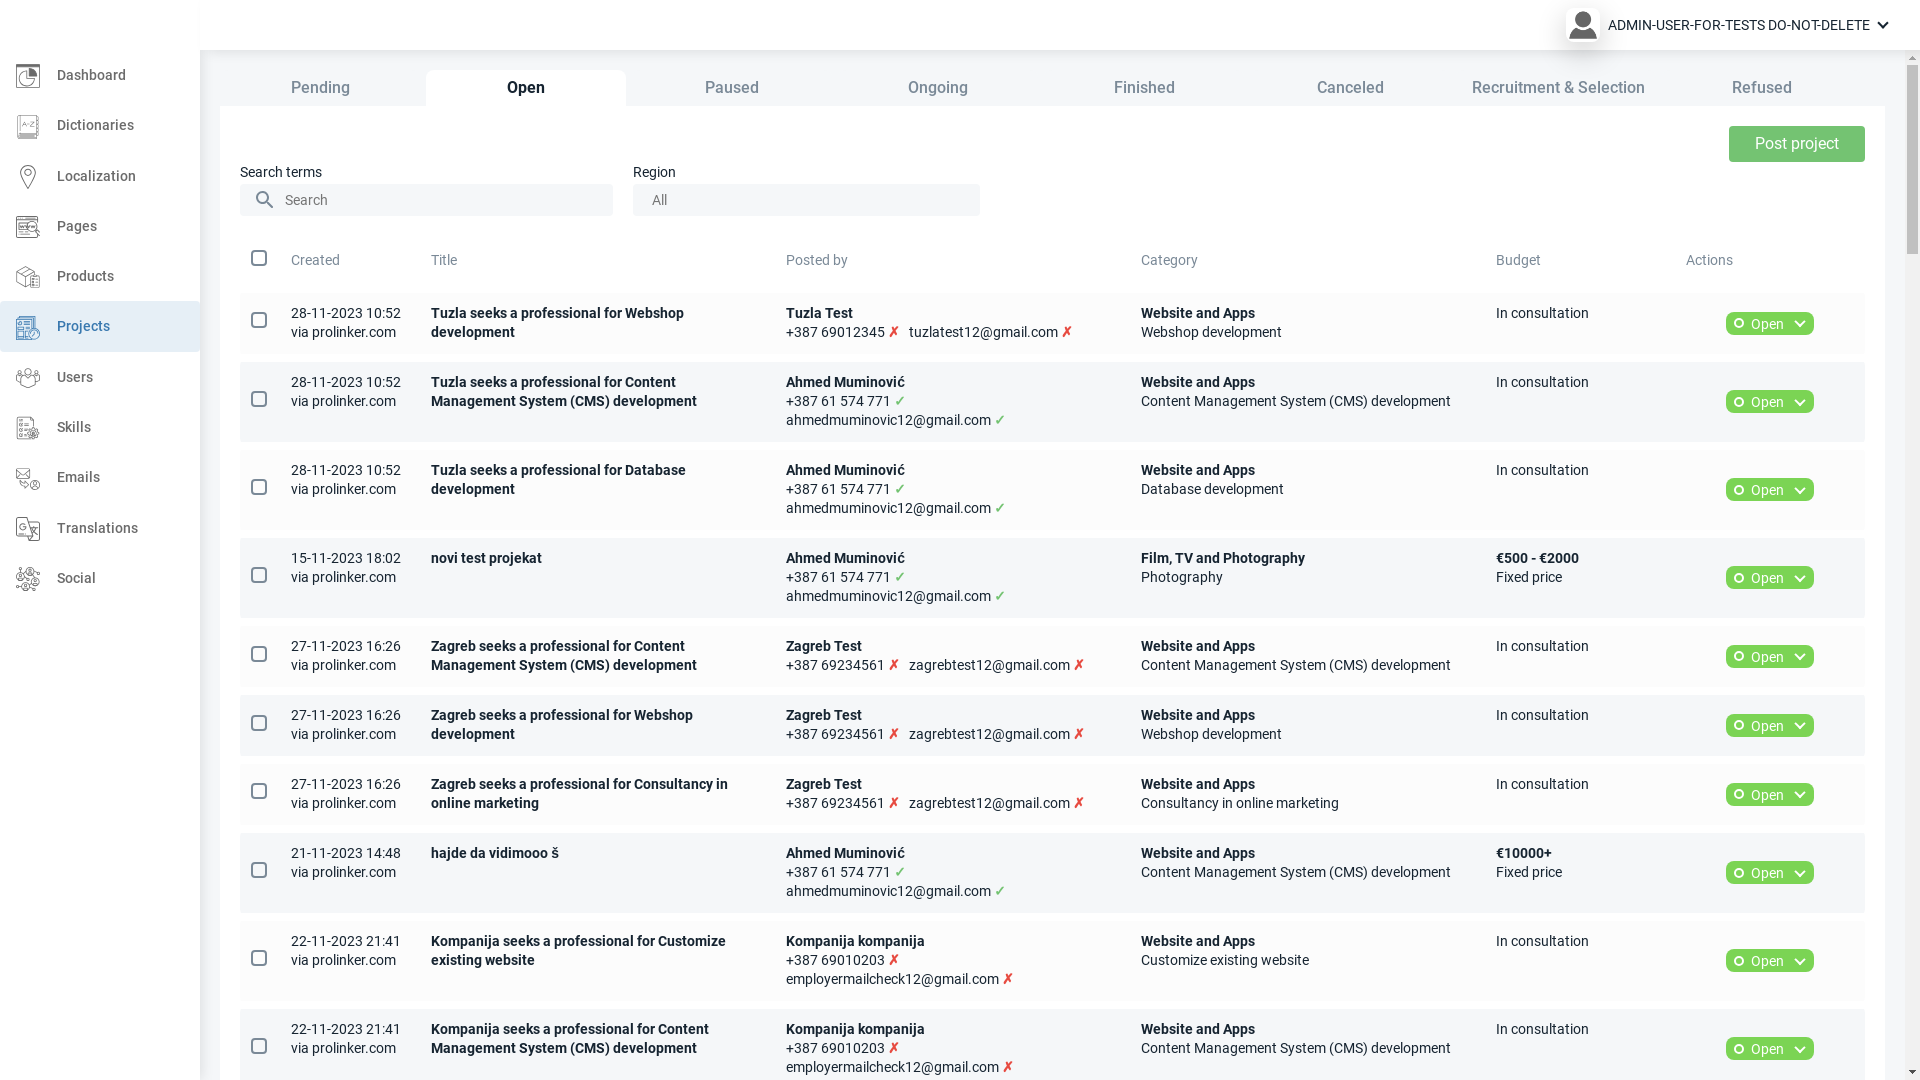 ADMIN-USER-FOR-TESTS DO-NOT-DELETE
Dashboard
Dictionaries
Localization
Pages
Products
Projects
Users
Skills
Emails
Translations
Social
Pending
Open
Paused
Ongoing
Finished
Canceled
Recruitment & Selection
Refused
Post project
Search terms
Region
Search
All
Created
Title
Posted by
Category
Budget
Actions
28-11-2023 10:52
via prolinker.com
Tuzla seeks a professional for Webshop
development
Tuzla Test
+387 69012345 ✗ tuzlatest12@gmail.com ✗
Website and Apps
Webshop development
In consultation
Open
28-11-2023 10:52
via prolinker.com
Tuzla seeks a professional for Content
Management System (CMS) development
Ahmed Muminović
+387 61 574 771 ✓
ahmedmuminovic12@gmail.com ✓
Website and Apps
Content Management System (CMS) development
In consultation
Open
28-11-2023 10:52
via prolinker.com
Tuzla seeks a professional for Database
development
Ahmed Muminović
+387 61 574 771 ✓
ahmedmuminovic12@gmail.com ✓
Website and Apps
Database development
In consultation
Open
15-11-2023 18:02
via prolinker.com
novi test projekat
Ahmed Muminović
+387 61 574 771 ✓
ahmedmuminovic12@gmail.com ✓
Film, TV and Photography
Photography
€500 - €2000
Fixed price
Open
27-11-2023 16:26
via prolinker.com
Zagreb seeks a professional for Content
Management System (CMS) development
Zagreb Test
+387 69234561 ✗ zagrebtest12@gmail.com ✗
Website and Apps
Content Management System (CMS) development
In consultation
Open
27-11-2023 16:26
via prolinker.com
Zagreb seeks a professional for Webshop
development
Zagreb Test
+387 69234561 ✗ zagrebtest12@gmail.com ✗
Website and Apps
Webshop development
In consultation
Open
27-11-2023 16:26
via prolinker.com
Zagreb seeks a professional for Consultancy in
online marketing
Zagreb Test
+387 69234561 ✗ zagrebtest12@gmail.com ✗
Website and Apps
Consultancy in online marketing
In consultation
Open
21-11-2023 14:48
via prolinker.com
hajde da vidimooo š
Ahmed Muminović
+387 61 574 771 ✓
ahmedmuminovic12@gmail.com ✓
Website and Apps
Content Management System (CMS) development
€10000+
Fixed price
Open
22-11-2023 21:41
via prolinker.com
Kompanija seeks a professional for Customize
existing website
Kompanija kompanija
+387 69010203 ✗
employermailcheck12@gmail.com ✗
Website and Apps
Customize existing website
In consultation
Open
22-11-2023 21:41
via prolinker.com
Kompanija seeks a professional for Content
Management System (CMS) development
Kompanija kompanija
+387 69010203 ✗
employermailcheck12@gmail.com ✗
Website and Apps
Content Management System (CMS) development
In consultation
Open